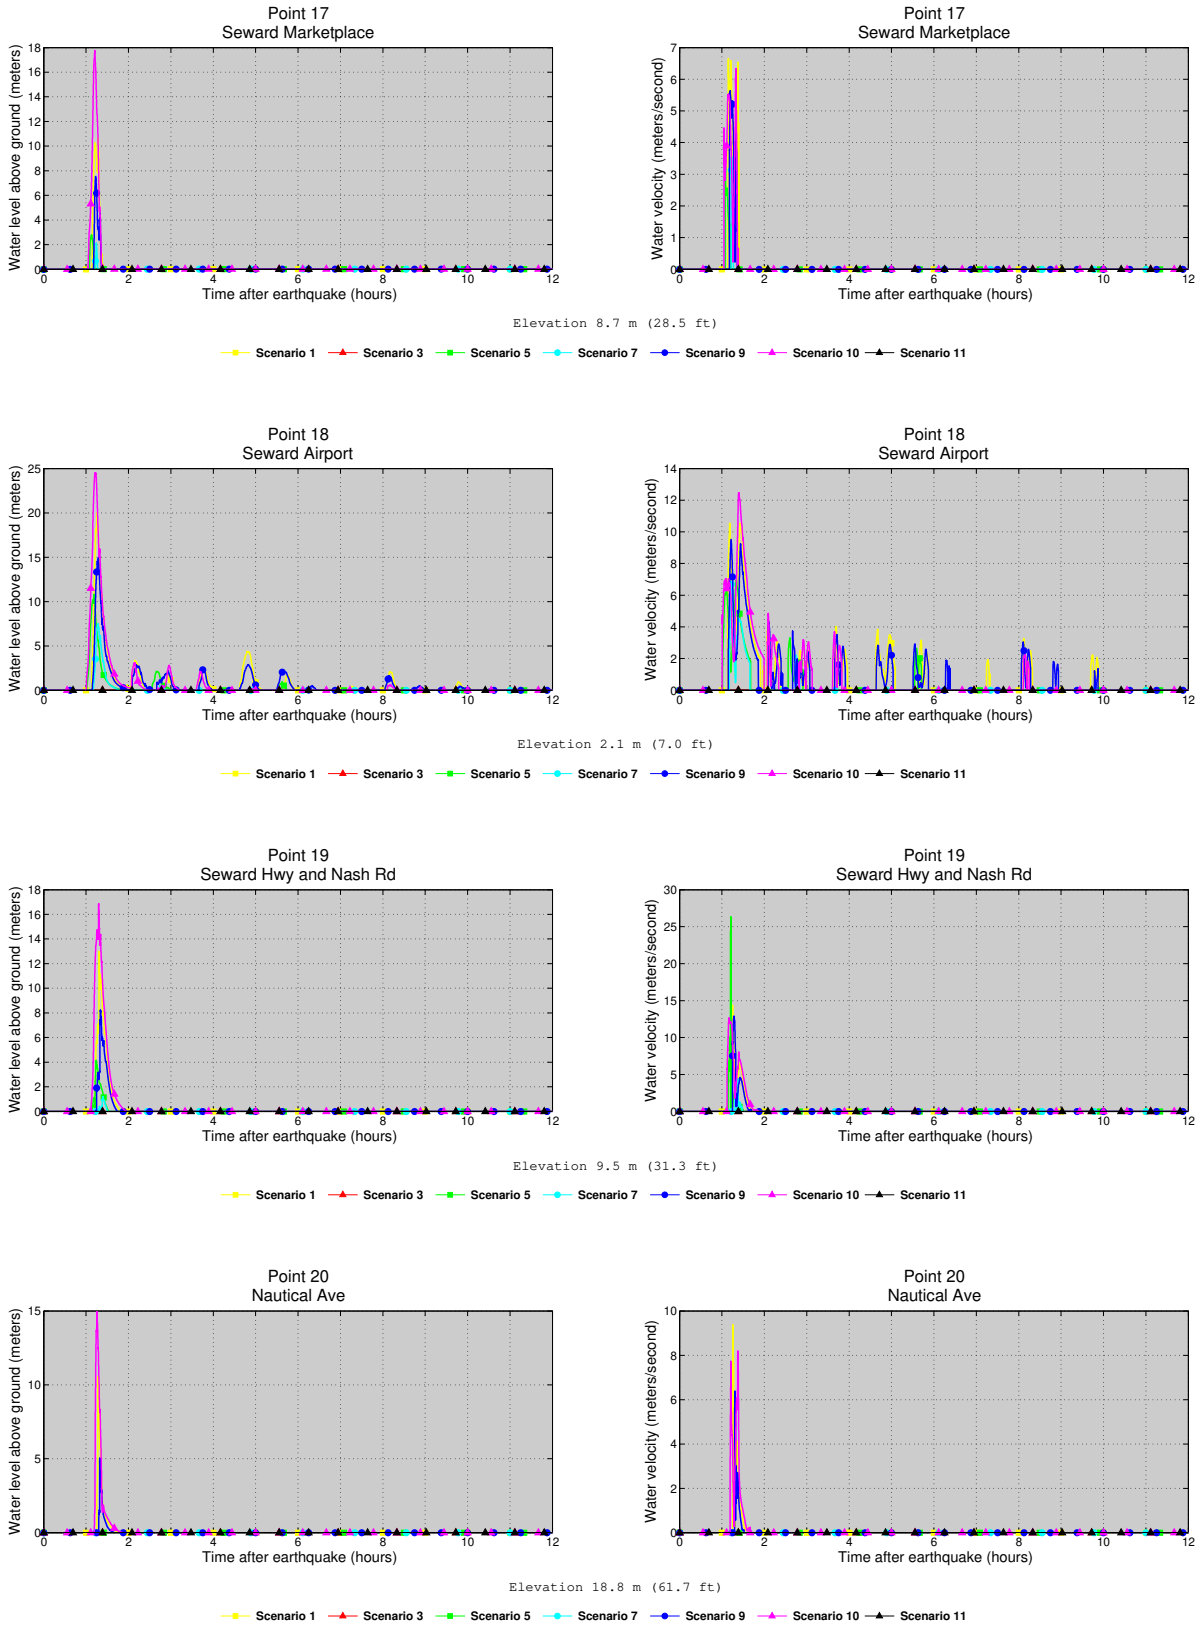 Point 17
Seward Marketplace
Water level above ground (meters)
18
16
14
12
10
8
6
4
2
0
0 2 4 6 8 10 12
Time after earthquake (hours)
Point 17
Seward Marketplace
Water velocity (meters/second)
7
6
5
4
3
2
1
0
0 2 4 6 8 10 12
Time after earthquake (hours)
Elevation 8.7 m (28.5 ft)
Scenario 1 Scenario 3 Scenario 5 Scenario 7 Scenario 9 Scenario 10 Scenario 11
Point 18
Seward Airport
Water level above ground (meters)
25
20
15
10
5
0
0 2 4 6 8 10 12
Time after earthquake (hours)
Point 18
Seward Airport
Water velocity (meters/second)
14
12
10
8
6
4
2
0
0 2 4 6 8 10 12
Time after earthquake (hours)
Elevation 2.1 m (7.0 ft)
Scenario 1 Scenario 3 Scenario 5 Scenario 7 Scenario 9 Scenario 10 Scenario 11
Point 19
Seward Hwy and Nash Rd
Water level above ground (meters)
18
16
14
12
10
8
6
4
2
0
0 2 4 6 8 10 12
Time after earthquake (hours)
Point 19
Seward Hwy and Nash Rd
Water velocity (meters/second)
30
25
20
15
10
5
0
0 2 4 6 8 10 12
Time after earthquake (hours)
Elevation 9.5 m (31.3 ft)
Scenario 1 Scenario 3 Scenario 5 Scenario 7 Scenario 9 Scenario 10 Scenario 11
Point 20
Nautical Ave
Water level above ground (meters)
15
10
5
0
0 2 4 6 8 10 12
Time after earthquake (hours)
Point 20
Nautical Ave
Water velocity (meters/second)
10
8
6
4
2
0
0 2 4 6 8 10 12
Time after earthquake (hours)
Elevation 18.8 m (61.7 ft)
Scenario 1 Scenario 3 Scenario 5 Scenario 7 Scenario 9 Scenario 10 Scenario 11